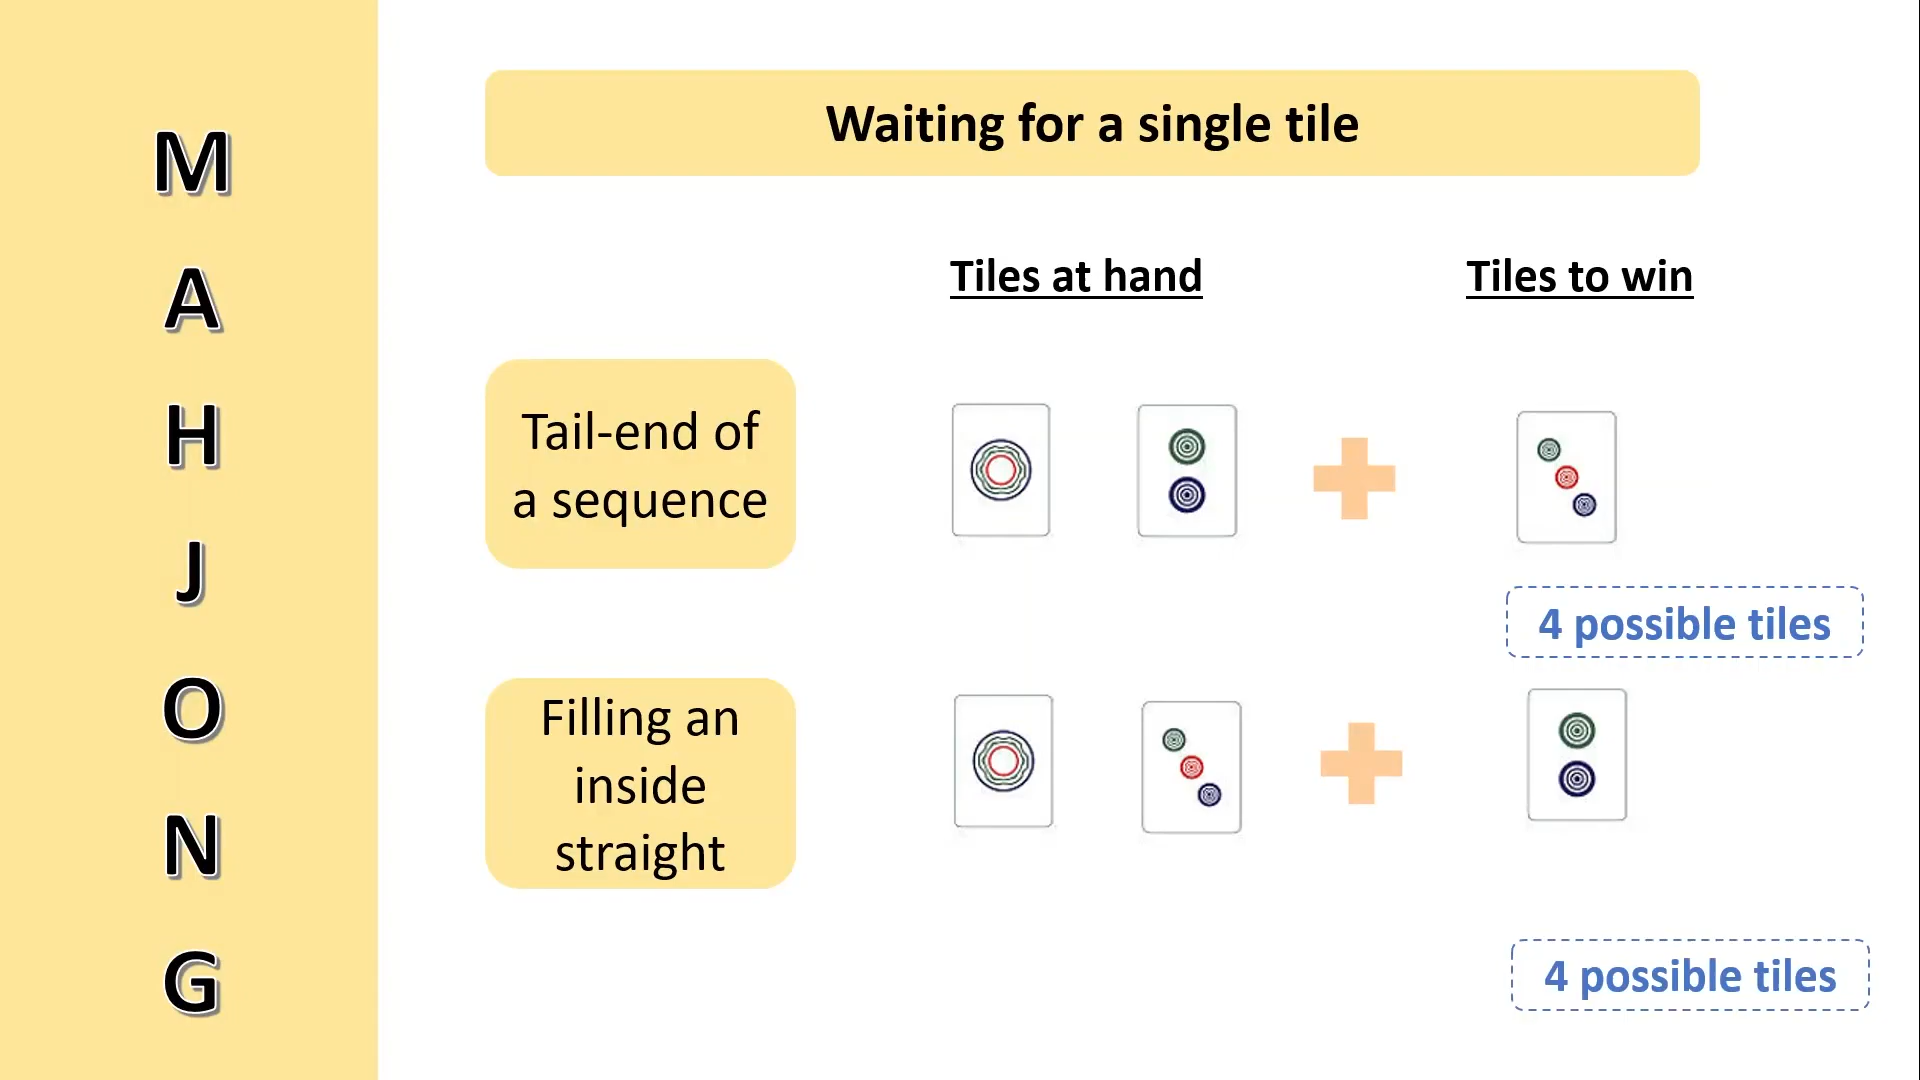 M
A
H
J
O
N
G
Waiting for a single tile
Tiles at hand
Tiles to win
Tail-end of
a sequence
4 possible tiles
Filling an
inside
straight
4 possible tiles